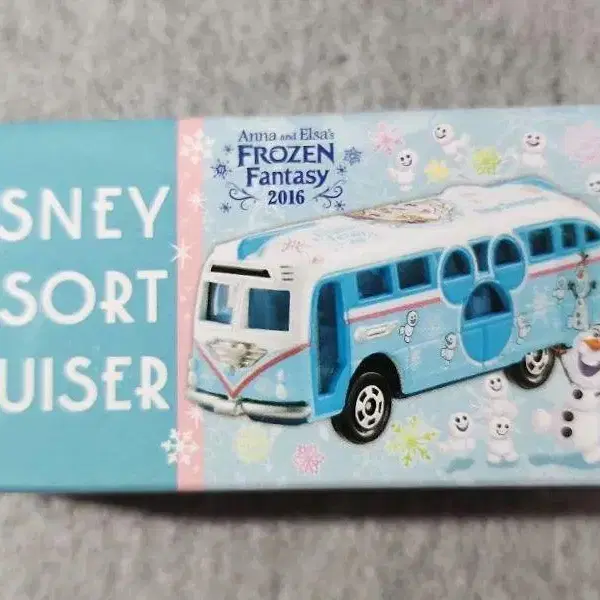 SNEY
SORT
UISER
Anna and Elsa's
FROZEN
Fantasy
2016